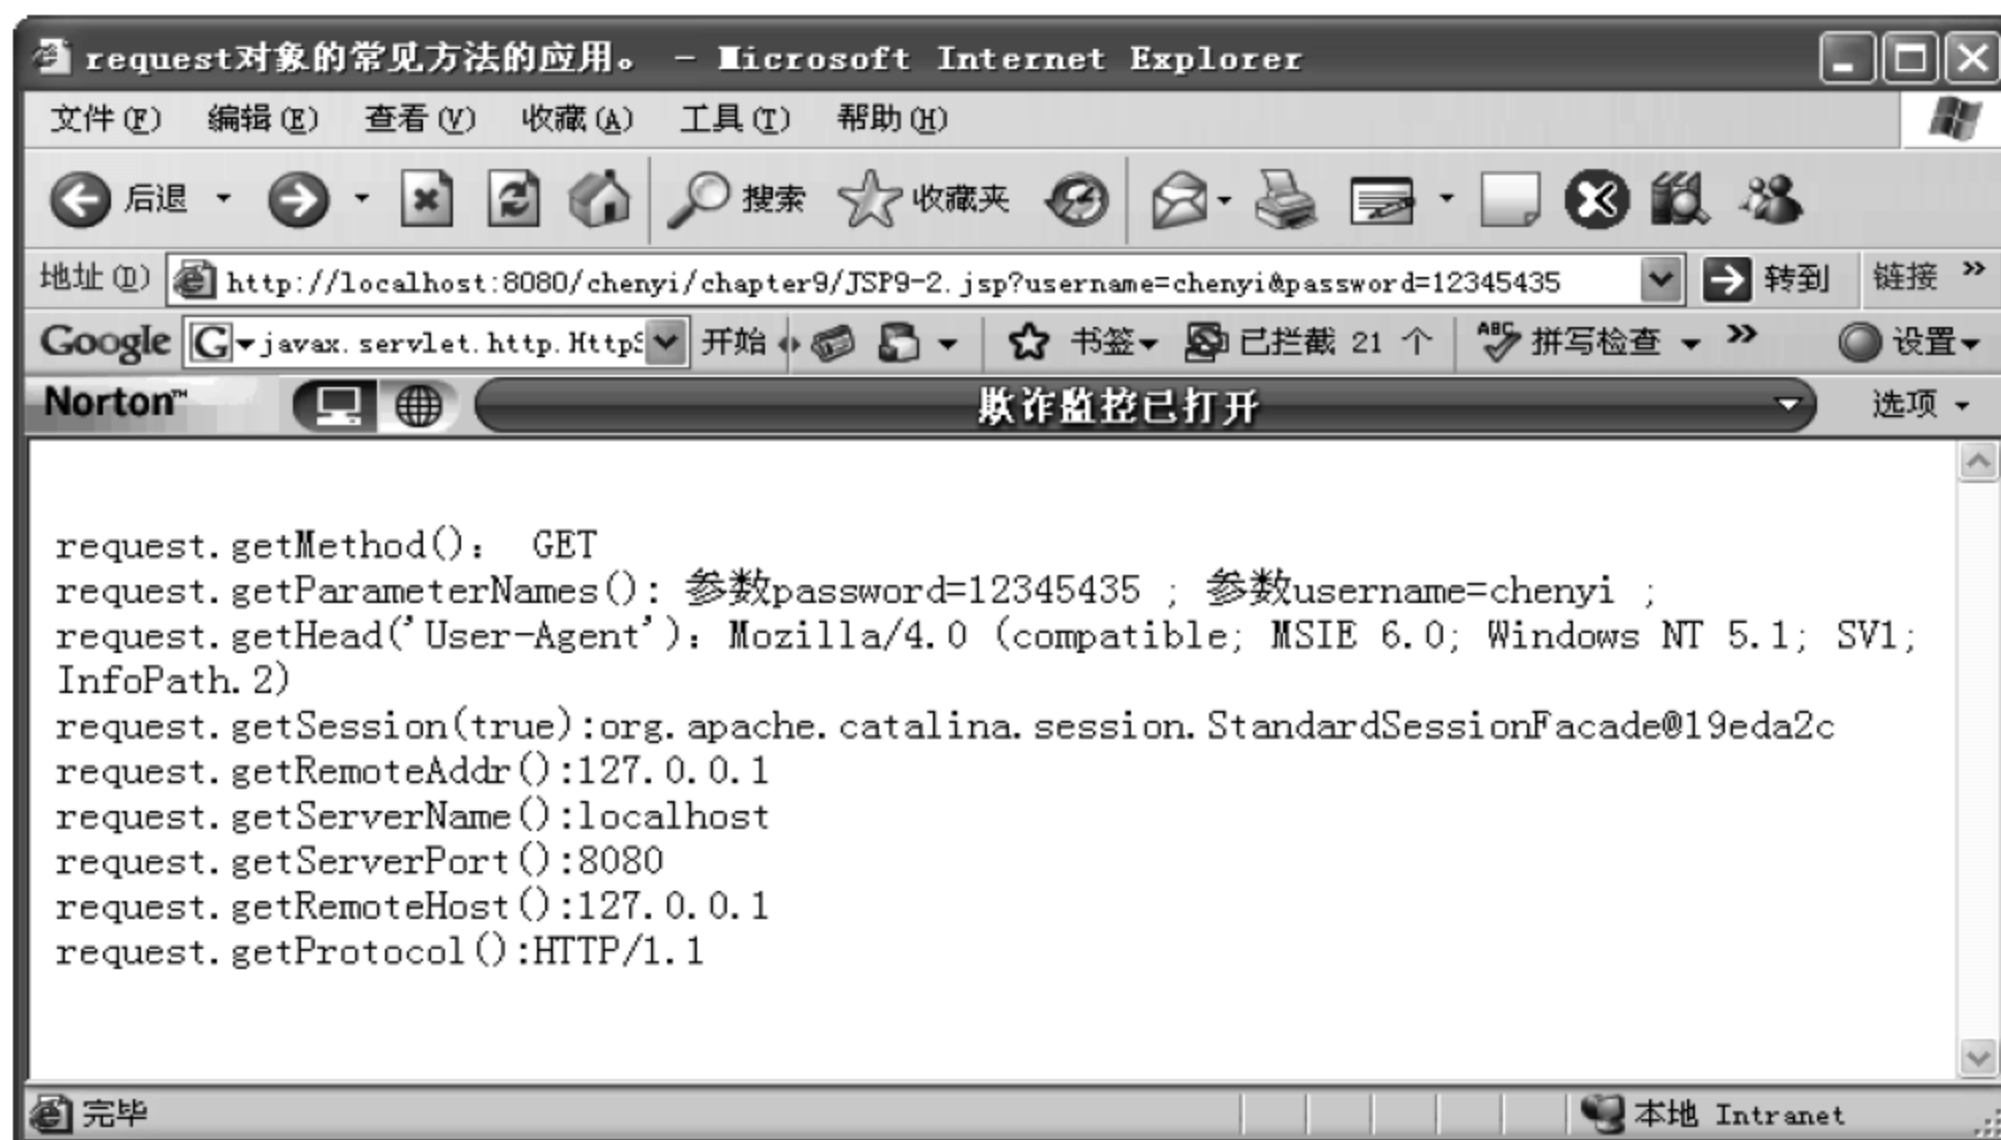 request对象的常见方法的应用。 - Microsoft Internet Explorer
文件(F) 编辑(E) 查看(V) 收藏(A) 工具(T) 帮助(H)
后退 搜索 收藏夹
地址(D) http://localhost:8080/chenyi/chapter9/JSP9-2.jsp?username=chenyi&password=12345435 转到 链接 »
Google G javax.servlet.http.HttpS 开始 书签 已拦截 21 个 ABC 拼写检查 » 设置
Norton™ 欺诈监控已打开 选项
request.getMethod(): GET
request.getParameterNames(): 参数password=12345435 ; 参数username=chenyi ;
request.getHead('User-Agent'): Mozilla/4.0 (compatible; MSIE 6.0; Windows NT 5.1; SV1;
InfoPath.2)
request.getSession(true):org.apache.catalina.session.StandardSessionFacade@19eda2c
request.getRemoteAddr():127.0.0.1
request.getServerName():localhost
request.getServerPort():8080
request.getRemoteHost():127.0.0.1
request.getProtocol():HTTP/1.1
完毕 本地 Intranet